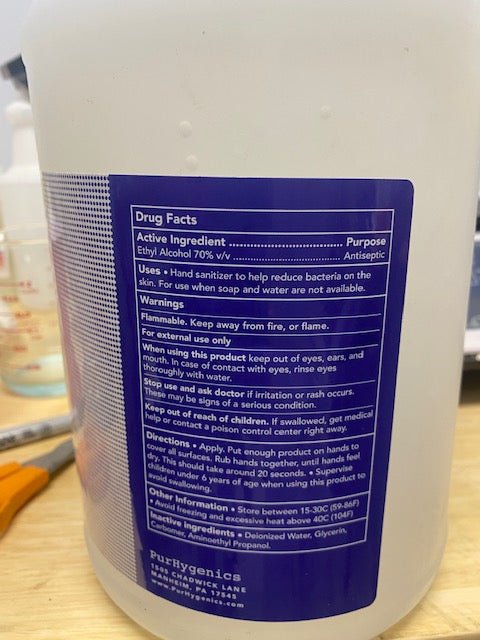 Drug Facts
Active Ingredient ................................ Purpose
Ethyl Alcohol 70% v/v ...................................... Antiseptic
Uses • Hand sanitizer to help reduce bacteria on the
skin. For use when soap and water are not available.
Warnings
Flammable. Keep away from fire, or flame.
For external use only
When using this product keep out of eyes, ears, and
mouth. In case of contact with eyes, rinse eyes
thoroughly with water.
Stop use and ask doctor if irritation or rash occurs.
These may be signs of a serious condition.
Keep out of reach of children. If swallowed, get medical
help or contact a poison control center right away.
Directions • Apply. Put enough product on hands to
cover all surfaces. Rub hands together, until hands feel
dry. This should take around 20 seconds. • Supervise
children under 6 years of age when using this product to
avoid swallowing.
Other Information • Store between 15-30C (59-86F)
• Avoid freezing and excessive heat above 40C (104F)
Inactive ingredients • Deionized Water, Glycerin,
Carbomer, Aminoethyl Propanol.
PurHygenics
1595 CHADWICK LANE
MANHEIM, PA 17545
www.PurHygenics.com